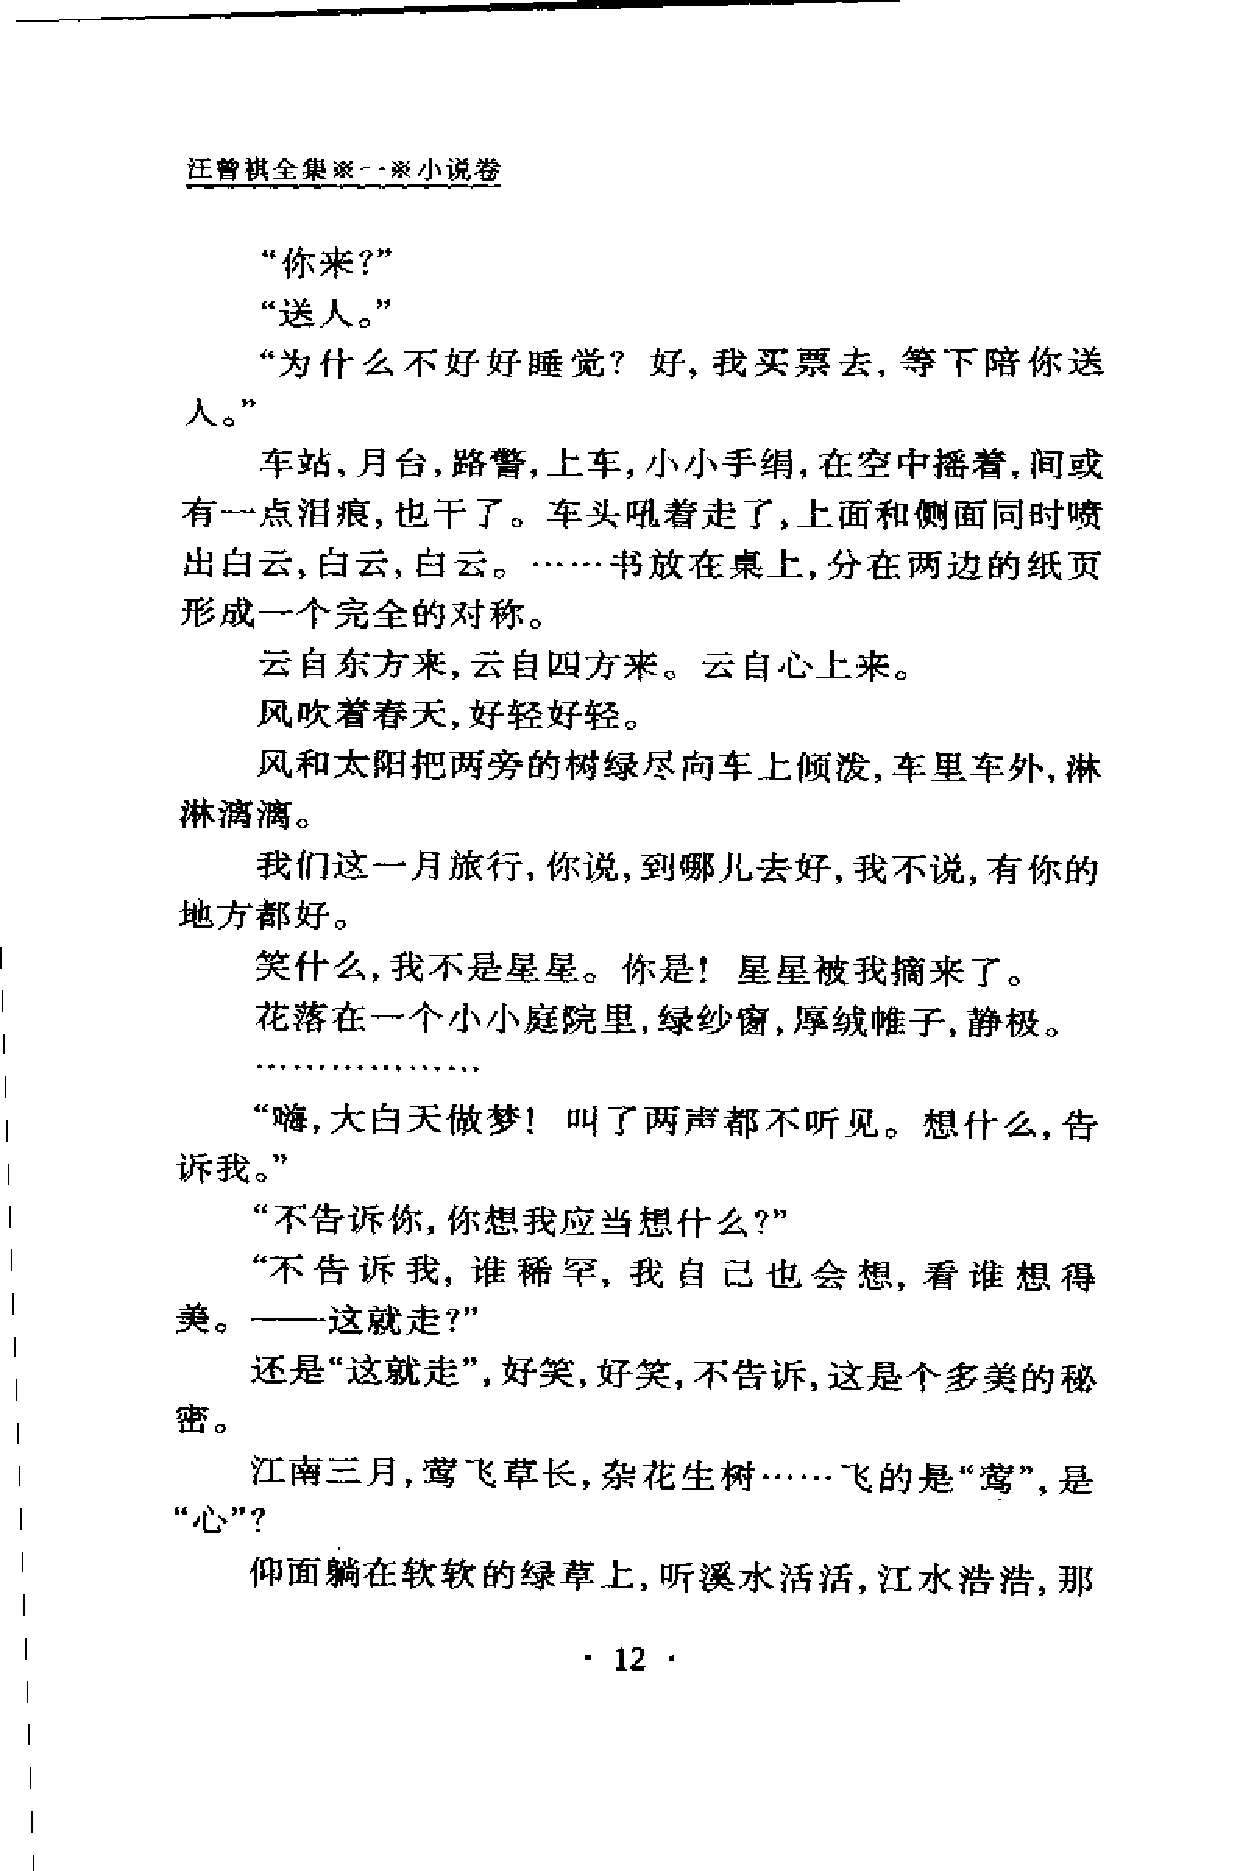 汪曾祺全集※一※小说卷
“你来?”
“送人。”
“为什么不好好睡觉? 好,我买票去,等下陪你送
人。”
车站、月台,路警,上车,小小手绢,在空中摇着,间或
有一点泪痕,也干了。车头吼着走了,上面和侧面同时喷
出白云,白云,白云。……书放在桌上,分在两边的纸页
形成一个完全的对称。
云自东方来,云自四方来。云自心上来。
风吹着春天,好轻好轻。
风和太阳把两旁的树绿尽向车上倾泼,车里车外,淋
淋漓漓。
我们这一月旅行,你说,到哪儿去好,我不说,有你的
地方都好。
笑什么,我不是星星。你是! 星星被我摘来了。
花落在一个小小庭院里,绿纱窗,厚绒帷子,静极。
………………
“嗨,大白天做梦! 叫了两声都不听见。想什么,告
诉我。”
“不告诉你,你想我应当想什么?”
“不告诉我,谁稀罕,我自己也会想,看谁想得
美。——这就走?”
还是“这就走”,好笑,好笑,不告诉,这是个多美的秘
密。
江南三月,莺飞草长,杂花生树……飞的是“莺”,是
“心”?
仰面躺在软软的绿草上,听溪水活活,江水浩浩,那
· 12 ·